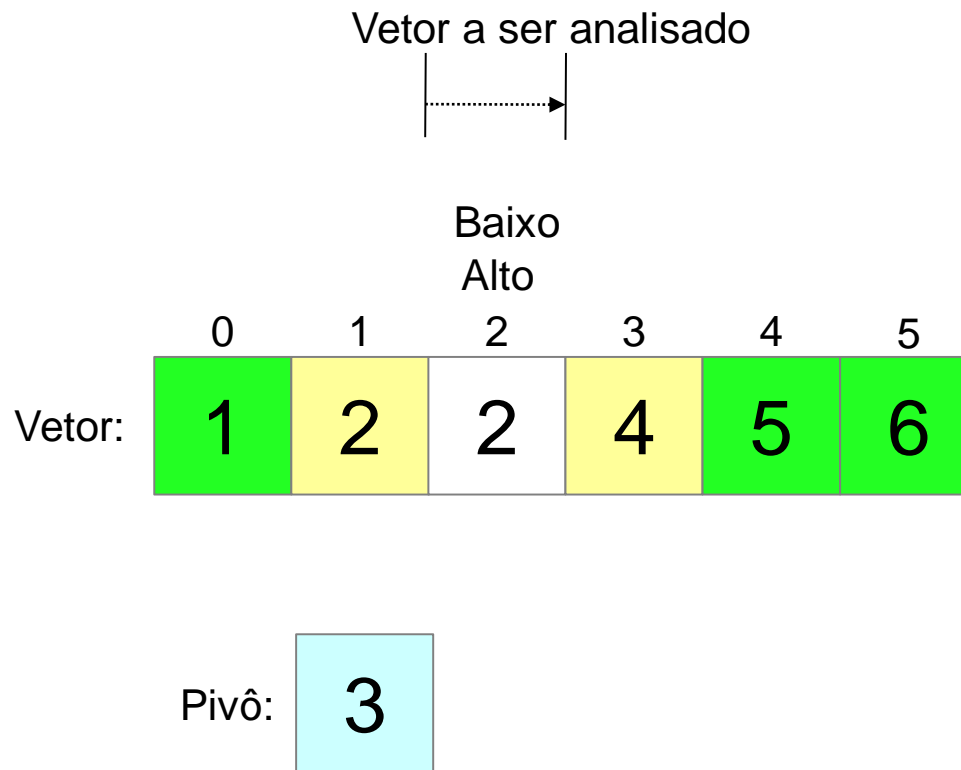 Vetor a ser analisado
Baixo
Alto
0 1 2 3 4 5
Vetor: 1 2 2 4 5 6
Pivô: 3